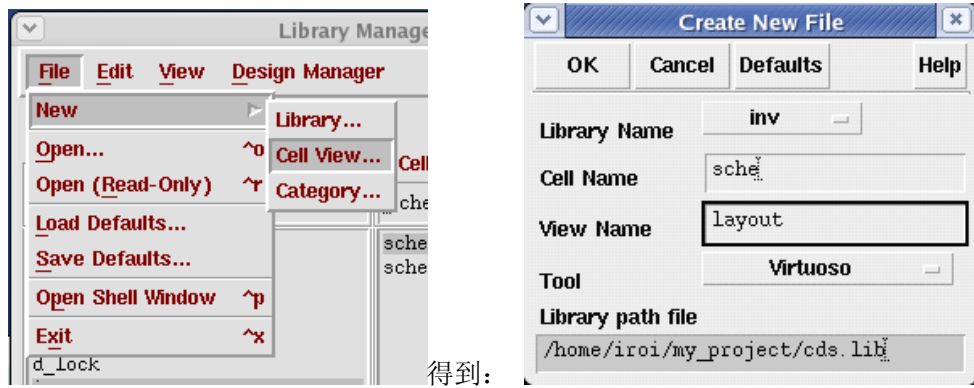 Library Manage
File Edit View Design Manager
New
Library...
Open... ^o
Cell View...
Cell
Open (Read-Only) ^r
Category...
che
Load Defaults...
sche
Save Defaults...
sche
Open Shell Window ^p
Exit ^x
d_lock
得到：
Create New File
OK Cancel Defaults Help
Library Name inv
Cell Name sche
View Name layout
Tool Virtuoso
Library path file
/home/iroi/my_project/cds.lib